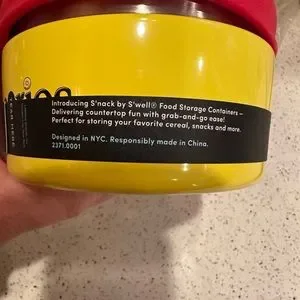 Introducing S'nack by S'well® Food Storage Containers –
Delivering countertop fun with grab-and-go ease!
Perfect for storing your favorite cereal, snacks and more.
Designed in NYC. Responsibly made in China.
2371.0001